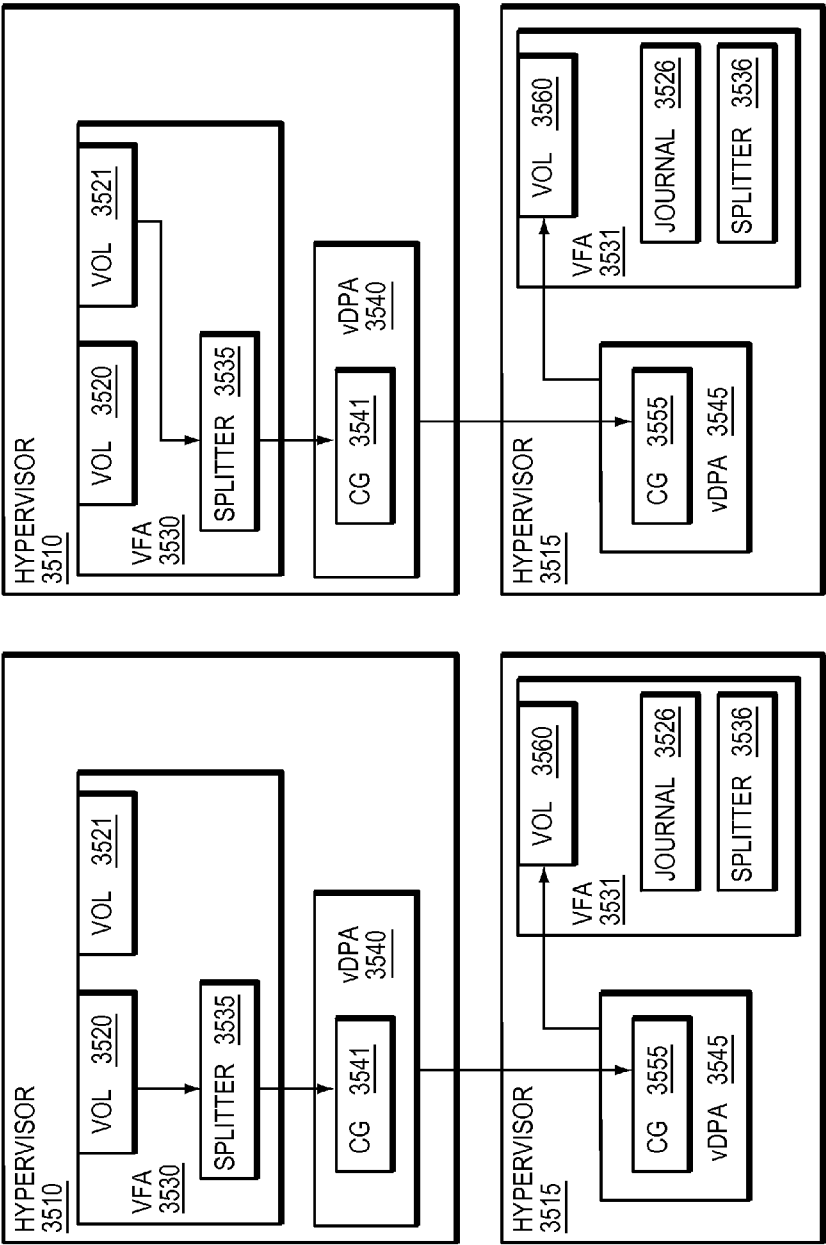 HYPERVISOR
3510
VOL 3520
VOL 3521
VFA
3530
SPLITTER 3535
vDPA
3540
CG 3541
HYPERVISOR
3515
VOL 3560
VFA
3531
JOURNAL 3526
SPLITTER 3536
CG 3555
vDPA 3545
HYPERVISOR
3510
VOL 3520
VOL 3521
VFA
3530
SPLITTER 3535
vDPA
3540
CG 3541
HYPERVISOR
3515
VOL 3560
VFA
3531
JOURNAL 3526
SPLITTER 3536
CG 3555
vDPA 3545